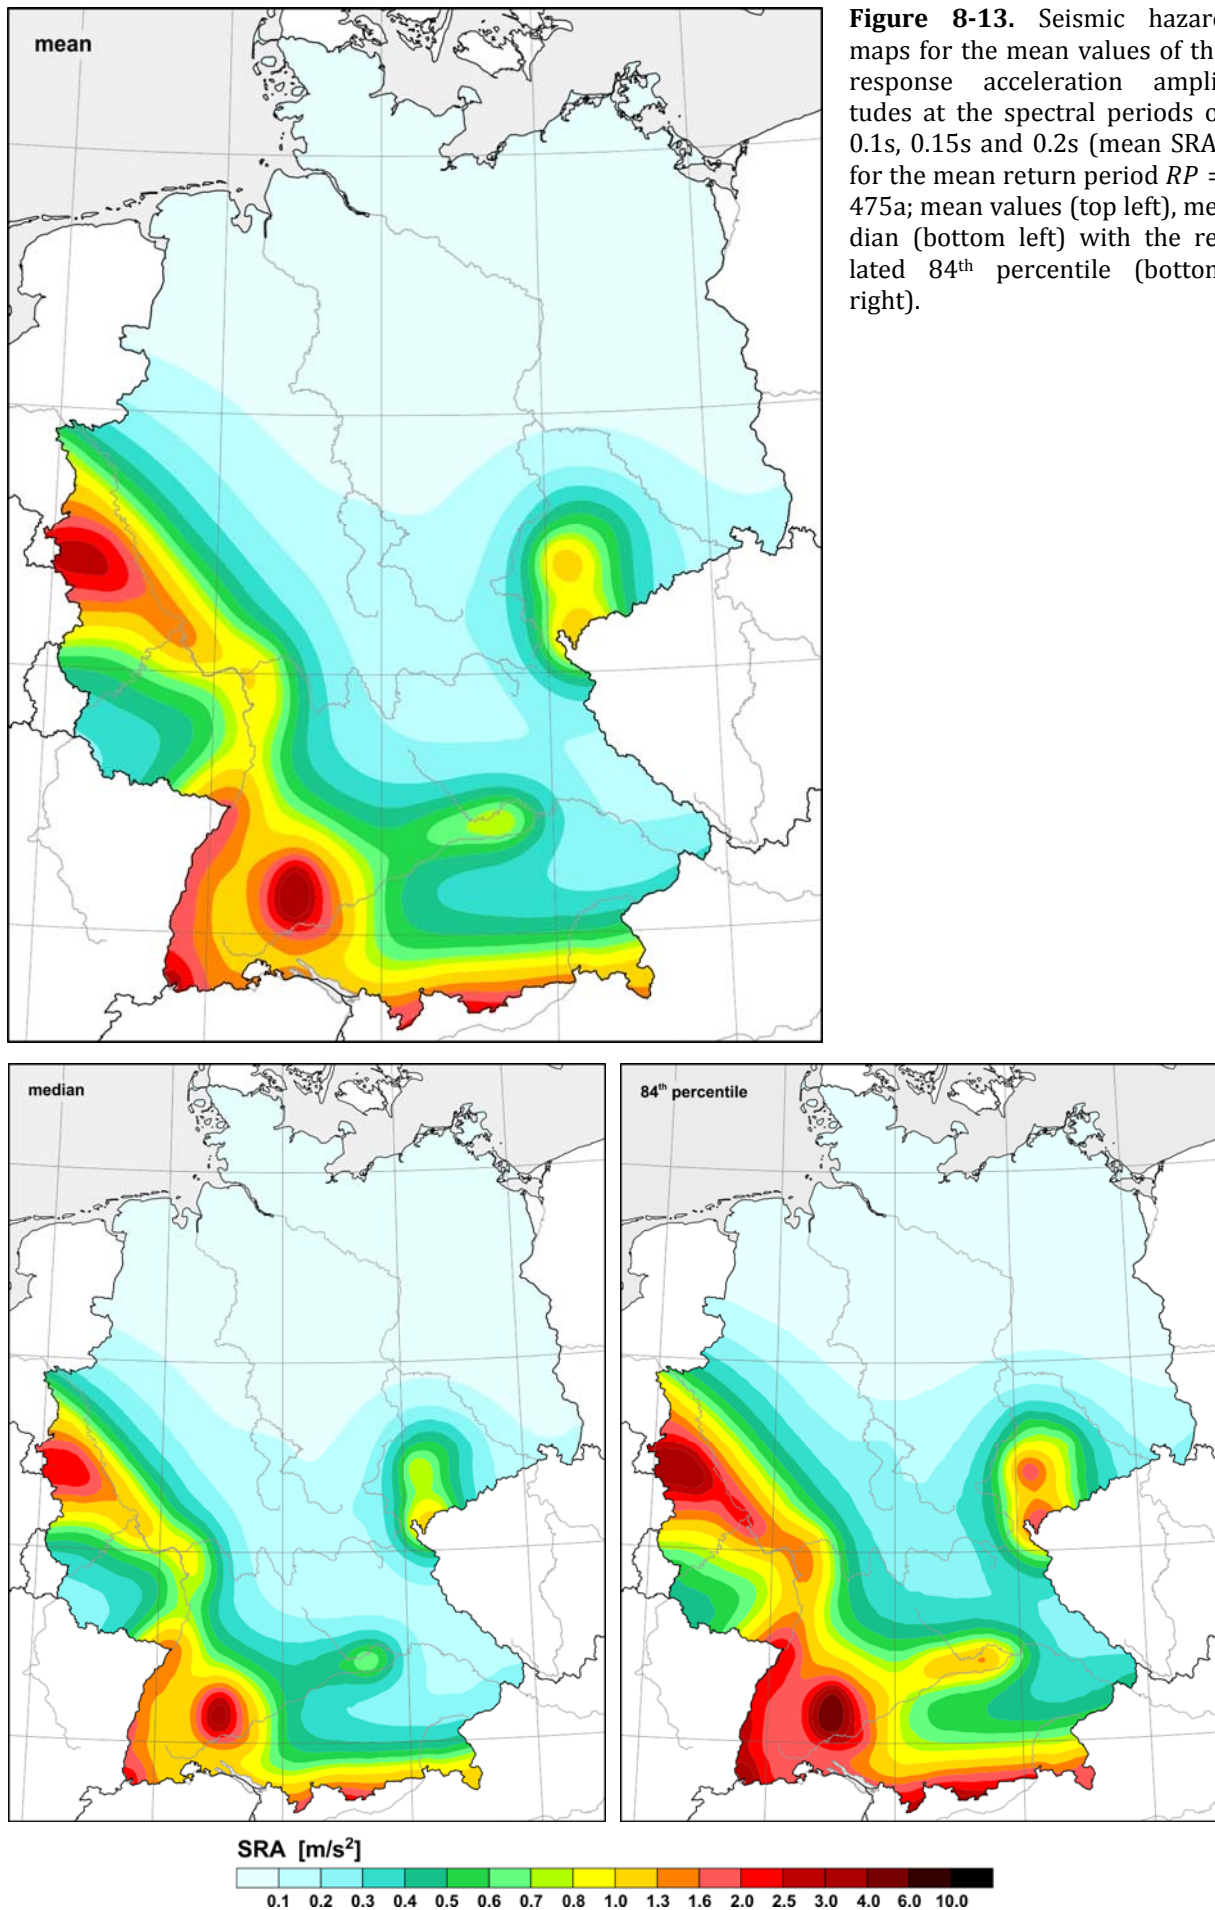 mean
Figure 8-13. Seismic hazar
maps for the mean values of th
response acceleration ampli
tudes at the spectral periods o
0.1s, 0.15s and 0.2s (mean SRA
for the mean return period RP =
475a; mean values (top left), me
dian (bottom left) with the re
lated 84th percentile (bottom
right).
median
84th percentile
SRA [m/s²]
0.1 0.2 0.3 0.4 0.5 0.6 0.7 0.8 1.0 1.3 1.6 2.0 2.5 3.0 4.0 6.0 10.0